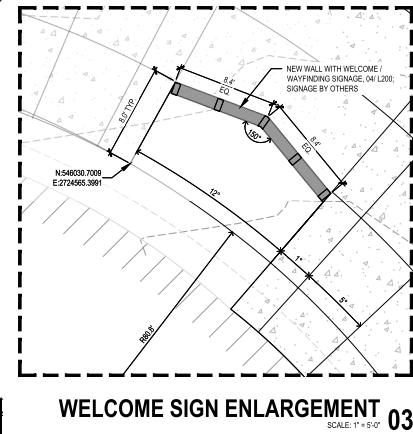 8.4'
EQ.
NEW WALL WITH WELCOME /
WAYFINDING SIGNAGE, 04/ L200;
SIGNAGE BY OTHERS
8.0' TYP
150°
8.4'
EQ.
N:546030.7009
E:2724565.3991
12°
1°
5°
R80.8'
WELCOME SIGN ENLARGEMENT 03
SCALE: 1" = 5'-0"